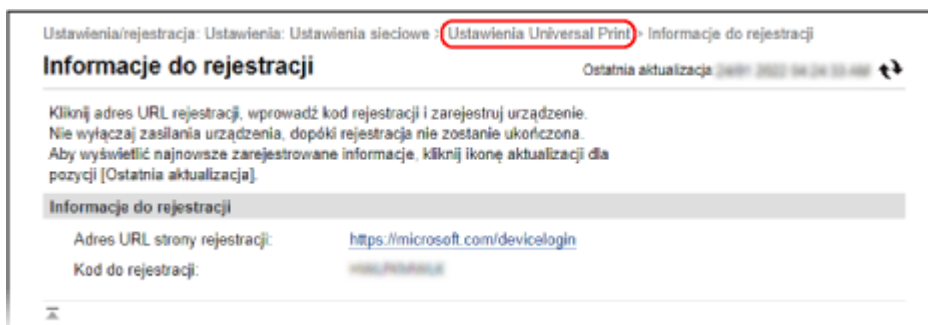 Ustawienia/rejestracja: Ustawienia: Ustawienia sieciowe > Ustawienia Universal Print > Informacje do rejestracji
Informacje do rejestracji
Ostatnia aktualizacja
Kliknij adres URL rejestracji, wprowadź kod rejestracji i zarejestruj urządzenie.
Nie wyłączaj zasilania urządzenia, dopóki rejestracja nie zostanie ukończona.
Aby wyświetlić najnowsze zarejestrowane informacje, kliknij ikonę aktualizacji dla
pozycji [Ostatnia aktualizacja].
Informacje do rejestracji
Adres URL strony rejestracji: https://microsoft.com/devicelogin
Kod do rejestracji: